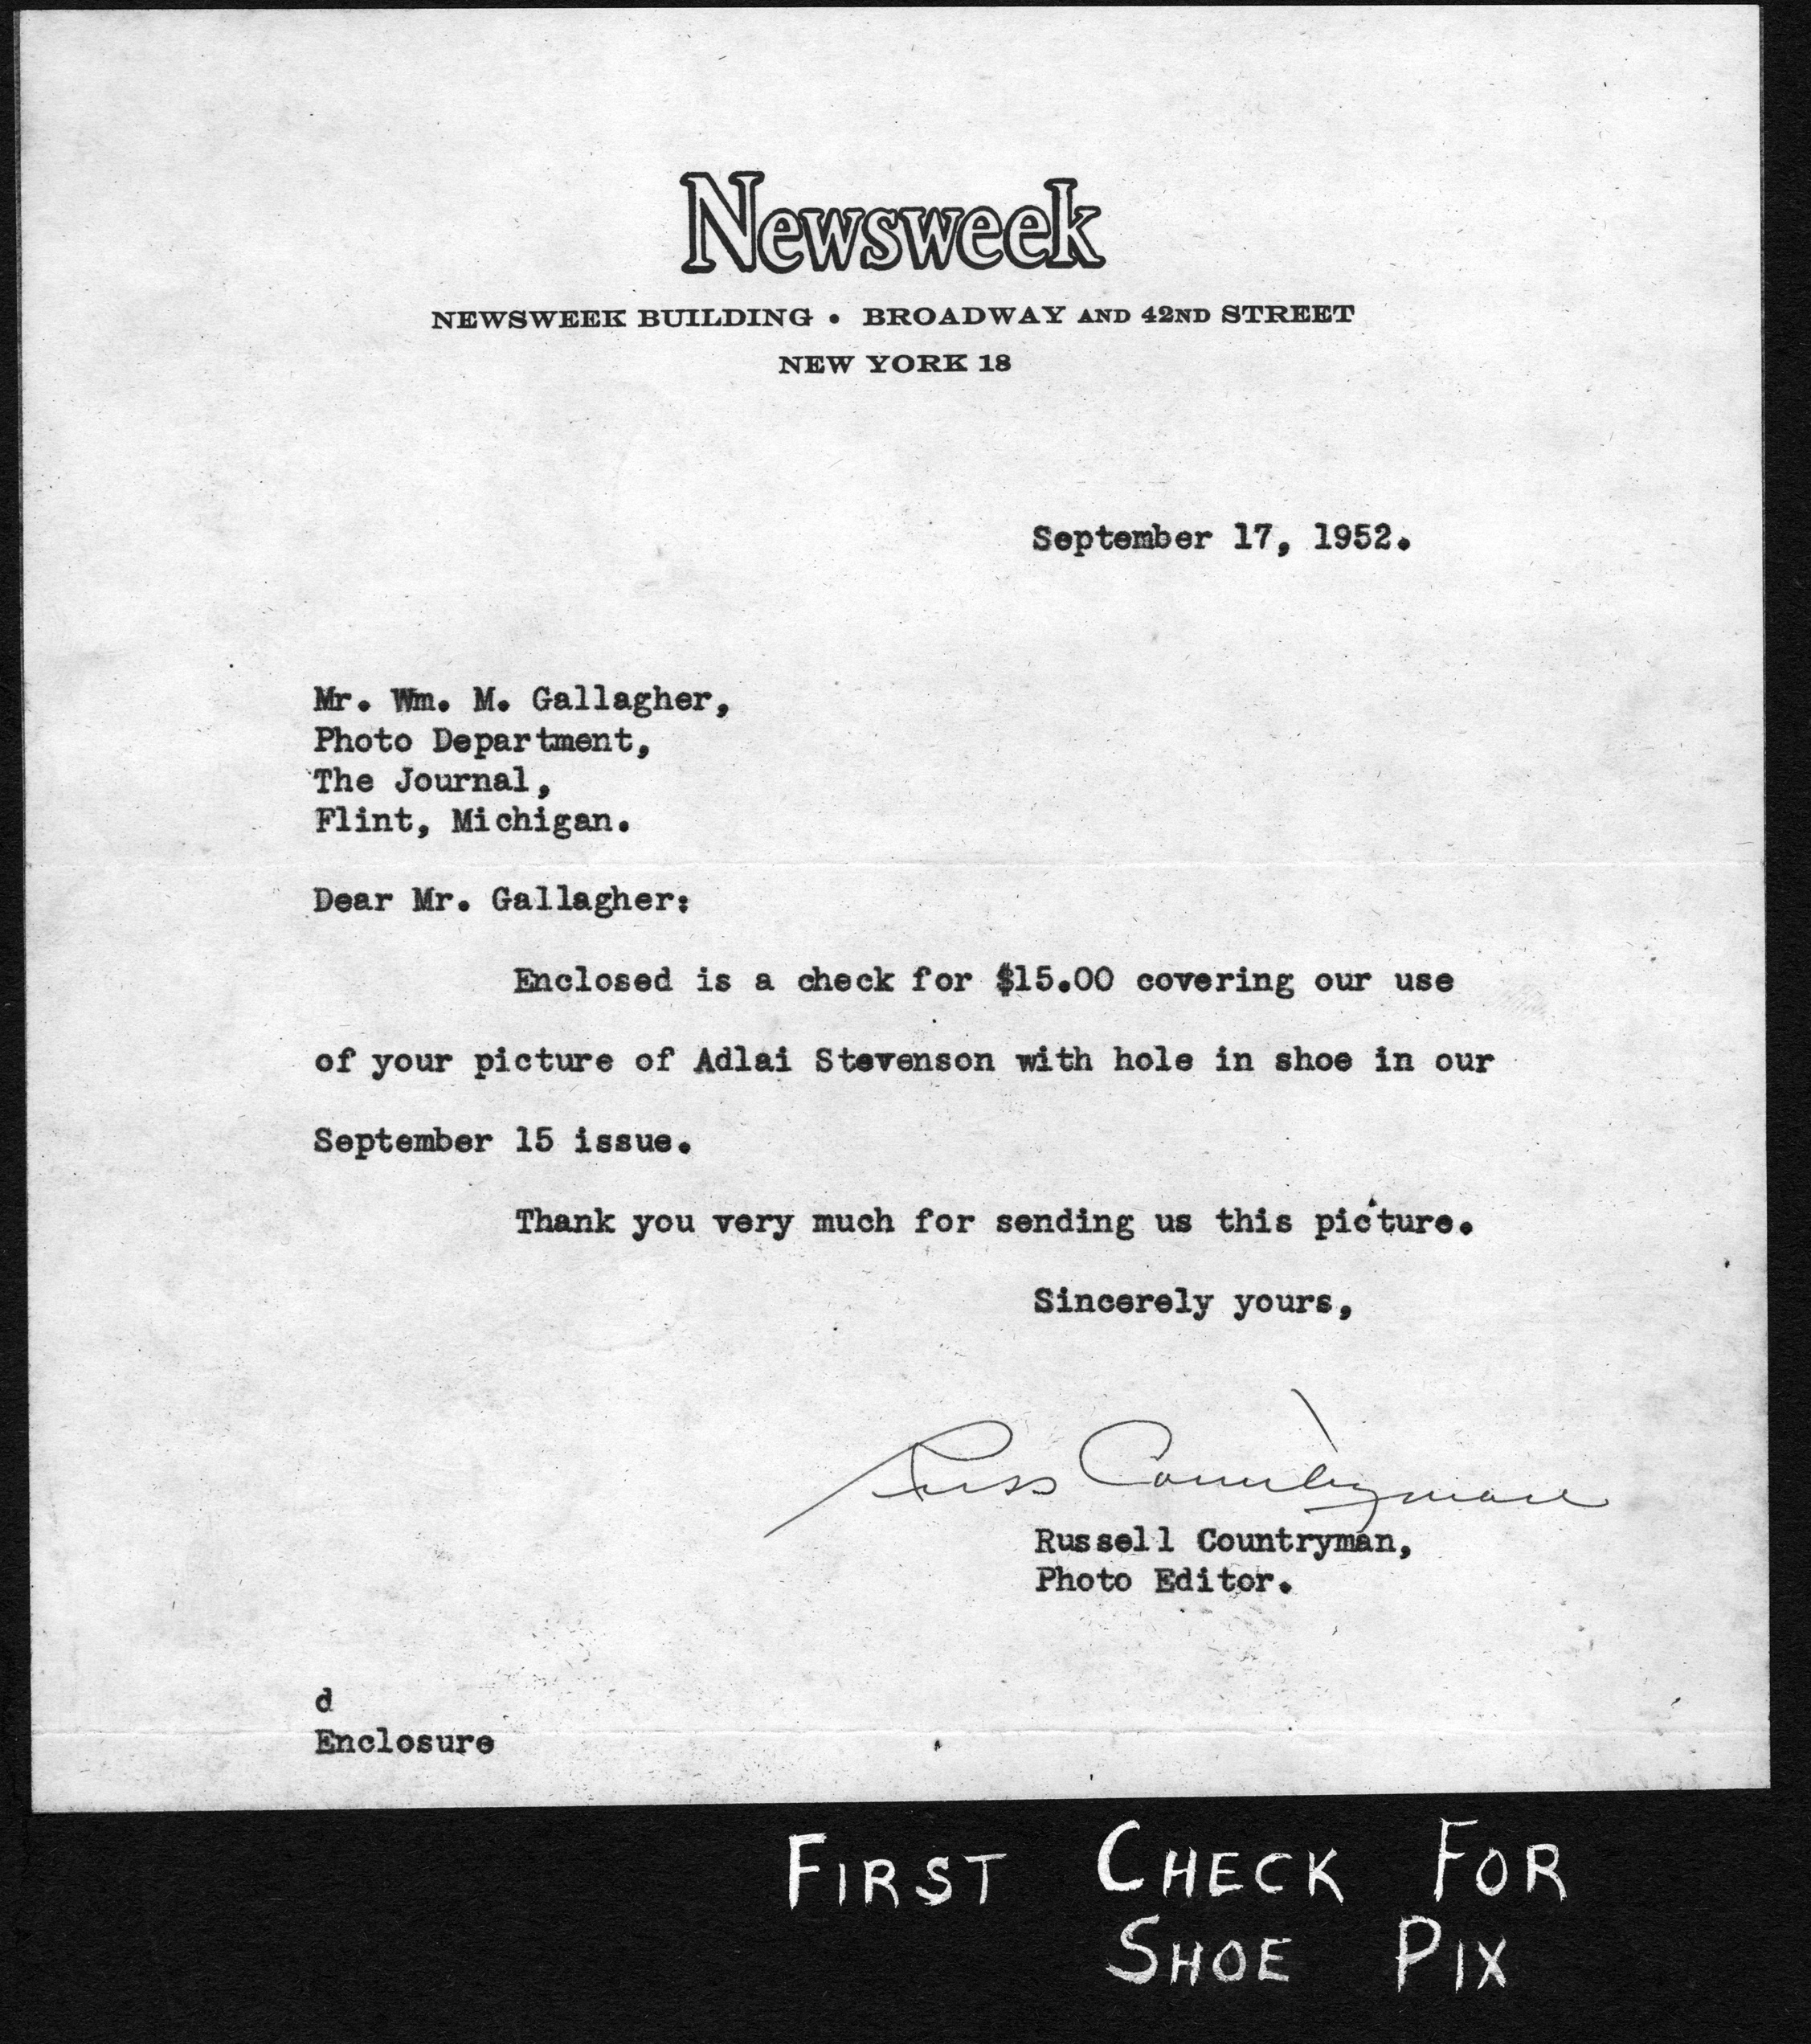 Newsweek
NEWSWEEK BUILDING • BROADWAY AND 42ND STREET
NEW YORK 18
September 17, 1952.
Mr. Wm. M. Gallagher,
Photo Department,
The Journal,
Flint, Michigan.
Dear Mr. Gallagher:
Enclosed is a check for $15.00 covering our use
of your picture of Adlai Stevenson with hole in shoe in our
September 15 issue.
Thank you very much for sending us this picture.
Sincerely yours,
Russ Countryman
Russell Countryman,
Photo Editor.
d
Enclosure
FIRST CHECK FOR
SHOE PIX